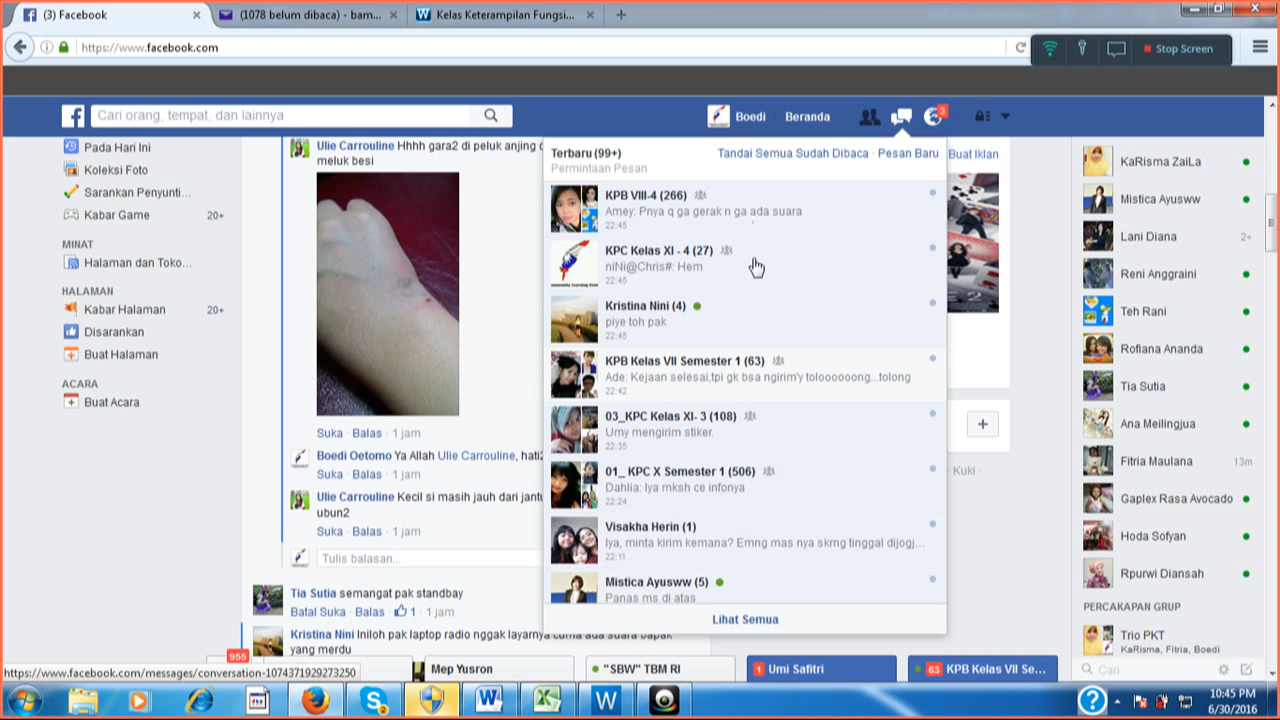 (3) Facebook
(1078 belum dibaca) - bam...
Kelas Keterampilan Fungsi...
https://www.facebook.com
Stop Screen
Cari orang, tempat, dan lainnya
Boedi
Beranda
3
Pada Hari Ini
Koleksi Foto
Sarankan Penyunti...
Kabar Game 20+
MINAT
Halaman dan Toko...
HALAMAN
Kabar Halaman 20+
Disarankan
Buat Halaman
ACARA
Buat Acara
Ulie Carrouline Hhhh gara2 di peluk anjing
meluk besi
Suka · Balas · 1 jam
Boedi Oetomo Ya Allah Ulie Carrouline, hati2
Suka · Balas · 1 jam
Ulie Carrouline Kecil si masih jauh dari jantu
ubun2
Suka · Balas · 1 jam
Tulis balasan...
Tia Sutia semangat pak standbay
Batal Suka · Balas · 1 · 1 jam
Kristina Nini Iniloh pak laptop radio nggak layarnya cuma ada suara bapak
yang merdu
Terbaru (99+)
Tandai Semua Sudah Dibaca · Pesan Baru
Permintaan Pesan
KPB VIII-4 (266)
Amey: Pnya q ga gerak n ga ada suara
22:45
KPC Kelas XI - 4 (27)
niNi@Chris#: Hem
22:45
Kristina Nini (4)
piye toh pak
22:45
KPB Kelas VII Semester 1 (63)
Ade: Kejaan selesai,tpi gk bsa ngirim'y toloooooong...tolong
22:42
03_KPC Kelas XI- 3 (108)
Umy mengirim stiker.
22:35
01_ KPC X Semester 1 (506)
Dahlia: Iya mksh ce infonya
22:24
Visakha Herin (1)
Iya, minta kirim kemana? Emng mas nya skrng tinggal dijogj...
22:11
Mistica Ayusww (5)
Panas ms di atas
Lihat Semua
Buat Iklan
Kuki ·
KaRisma ZaiLa
Mistica Ayusww
Lani Diana 2+
Reni Anggraini
Teh Rani
Rofiana Ananda
Tia Sutia
Ana Meilingjua
Fitria Maulana 13m
Gaplex Rasa Avocado
Hoda Sofyan
Rpurwi Diansah
PERCAKAPAN GRUP
Trio PKT
KaRisma, Fitria, Boedi
Cari
955
https://www.facebook.com/messages/conversation-1074371929273250
Mep Yusron
"SBW" TBM RI
1 Umi Safitri
63 KPB Kelas VII Se...
10:45 PM
6/30/2016